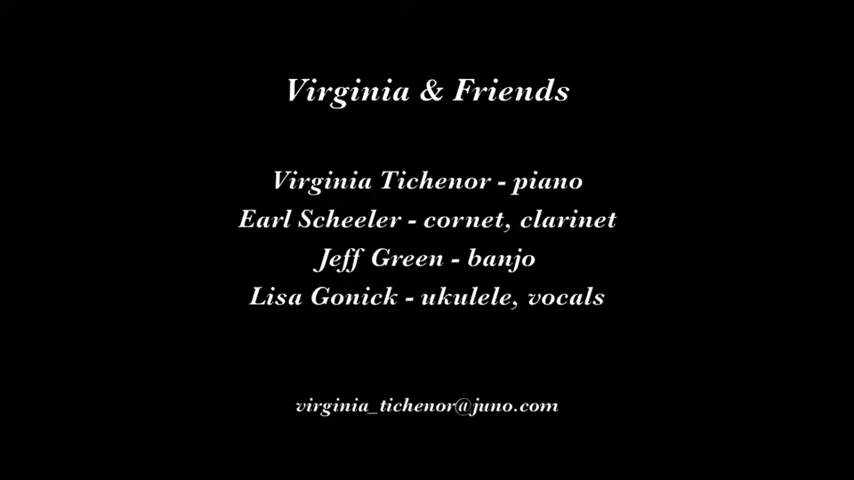 Virginia & Friends
Virginia Tichenor - piano
Earl Scheeler - cornet, clarinet
Jeff Green - banjo
Lisa Gonick - ukulele, vocals
virginia_tichenor@juno.com